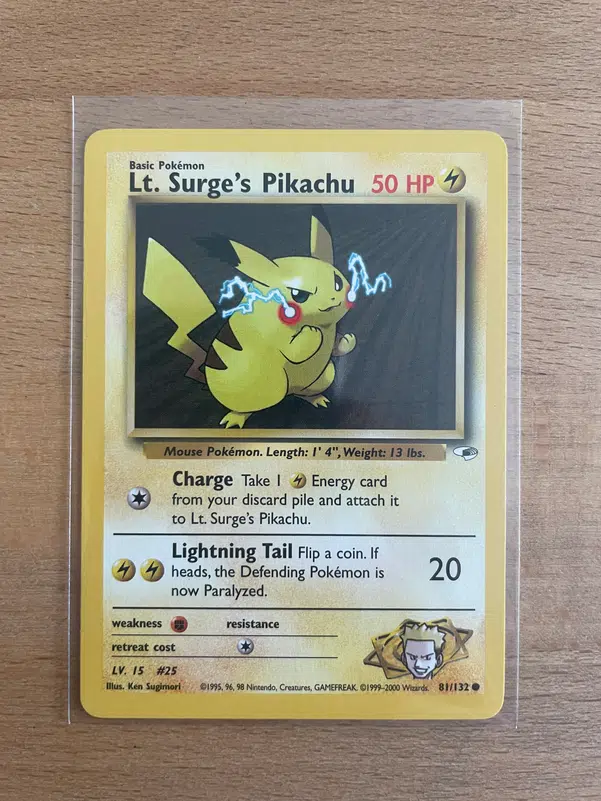 Basic Pokémon
Lt. Surge's Pikachu 50 HP
Mouse Pokémon. Length: 1' 4", Weight: 13 lbs.
Charge Take 1 Energy card
from your discard pile and attach it
to Lt. Surge's Pikachu.
Lightning Tail Flip a coin. If
heads, the Defending Pokémon is
now Paralyzed.
20
weakness resistance
retreat cost
LV. 15 #25
Illus. Ken Sugimori ©1995, 96, 98 Nintendo, Creatures, GAMEFREAK. ©1999-2000 Wizards. 81/132